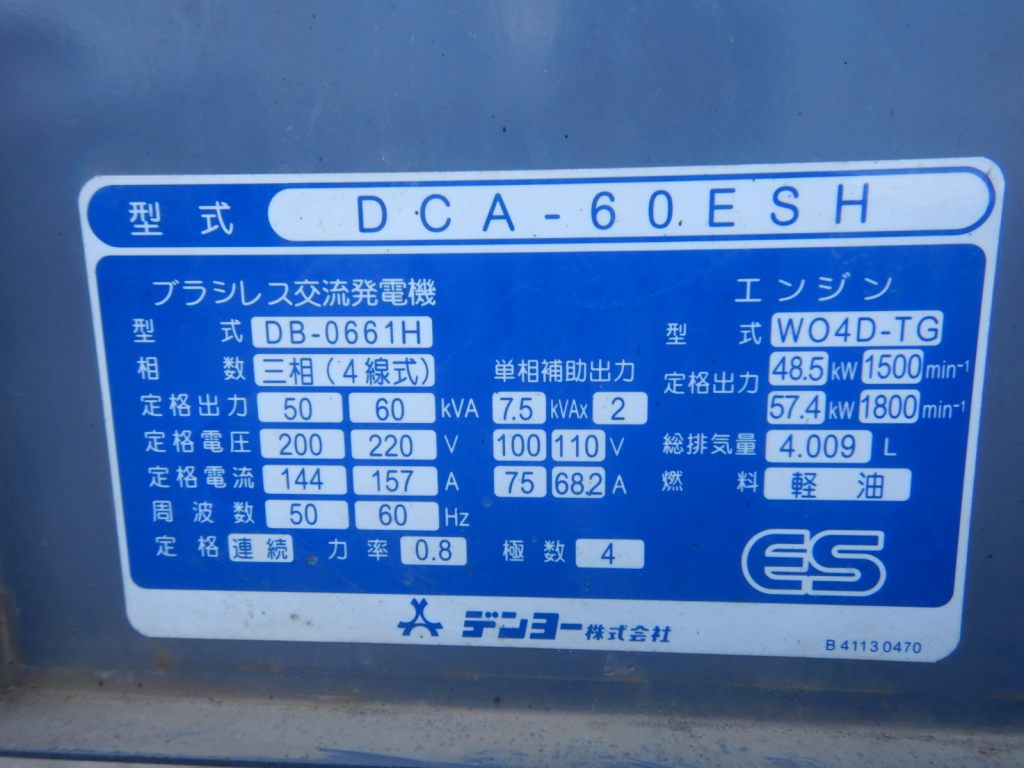 型式 DCA-60ESH
ブラシレス交流発電機
型式 DB-0661H
相数 三相(4線式)
定格出力 50 60 kVA
定格電圧 200 220 V
定格電流 144 157 A
周波数 50 60 Hz
定格 連続 力率 0.8 極数 4
単相補助出力
7.5 kVAx 2
100 110 V
75 68.2 A
エンジン
型式 WO4D-TG
定格出力 48.5 kW 1500 min-1
57.4 kW 1800 min-1
総排気量 4.009 L
燃料 軽油
ES
デンヨー株式会社
B 41130470